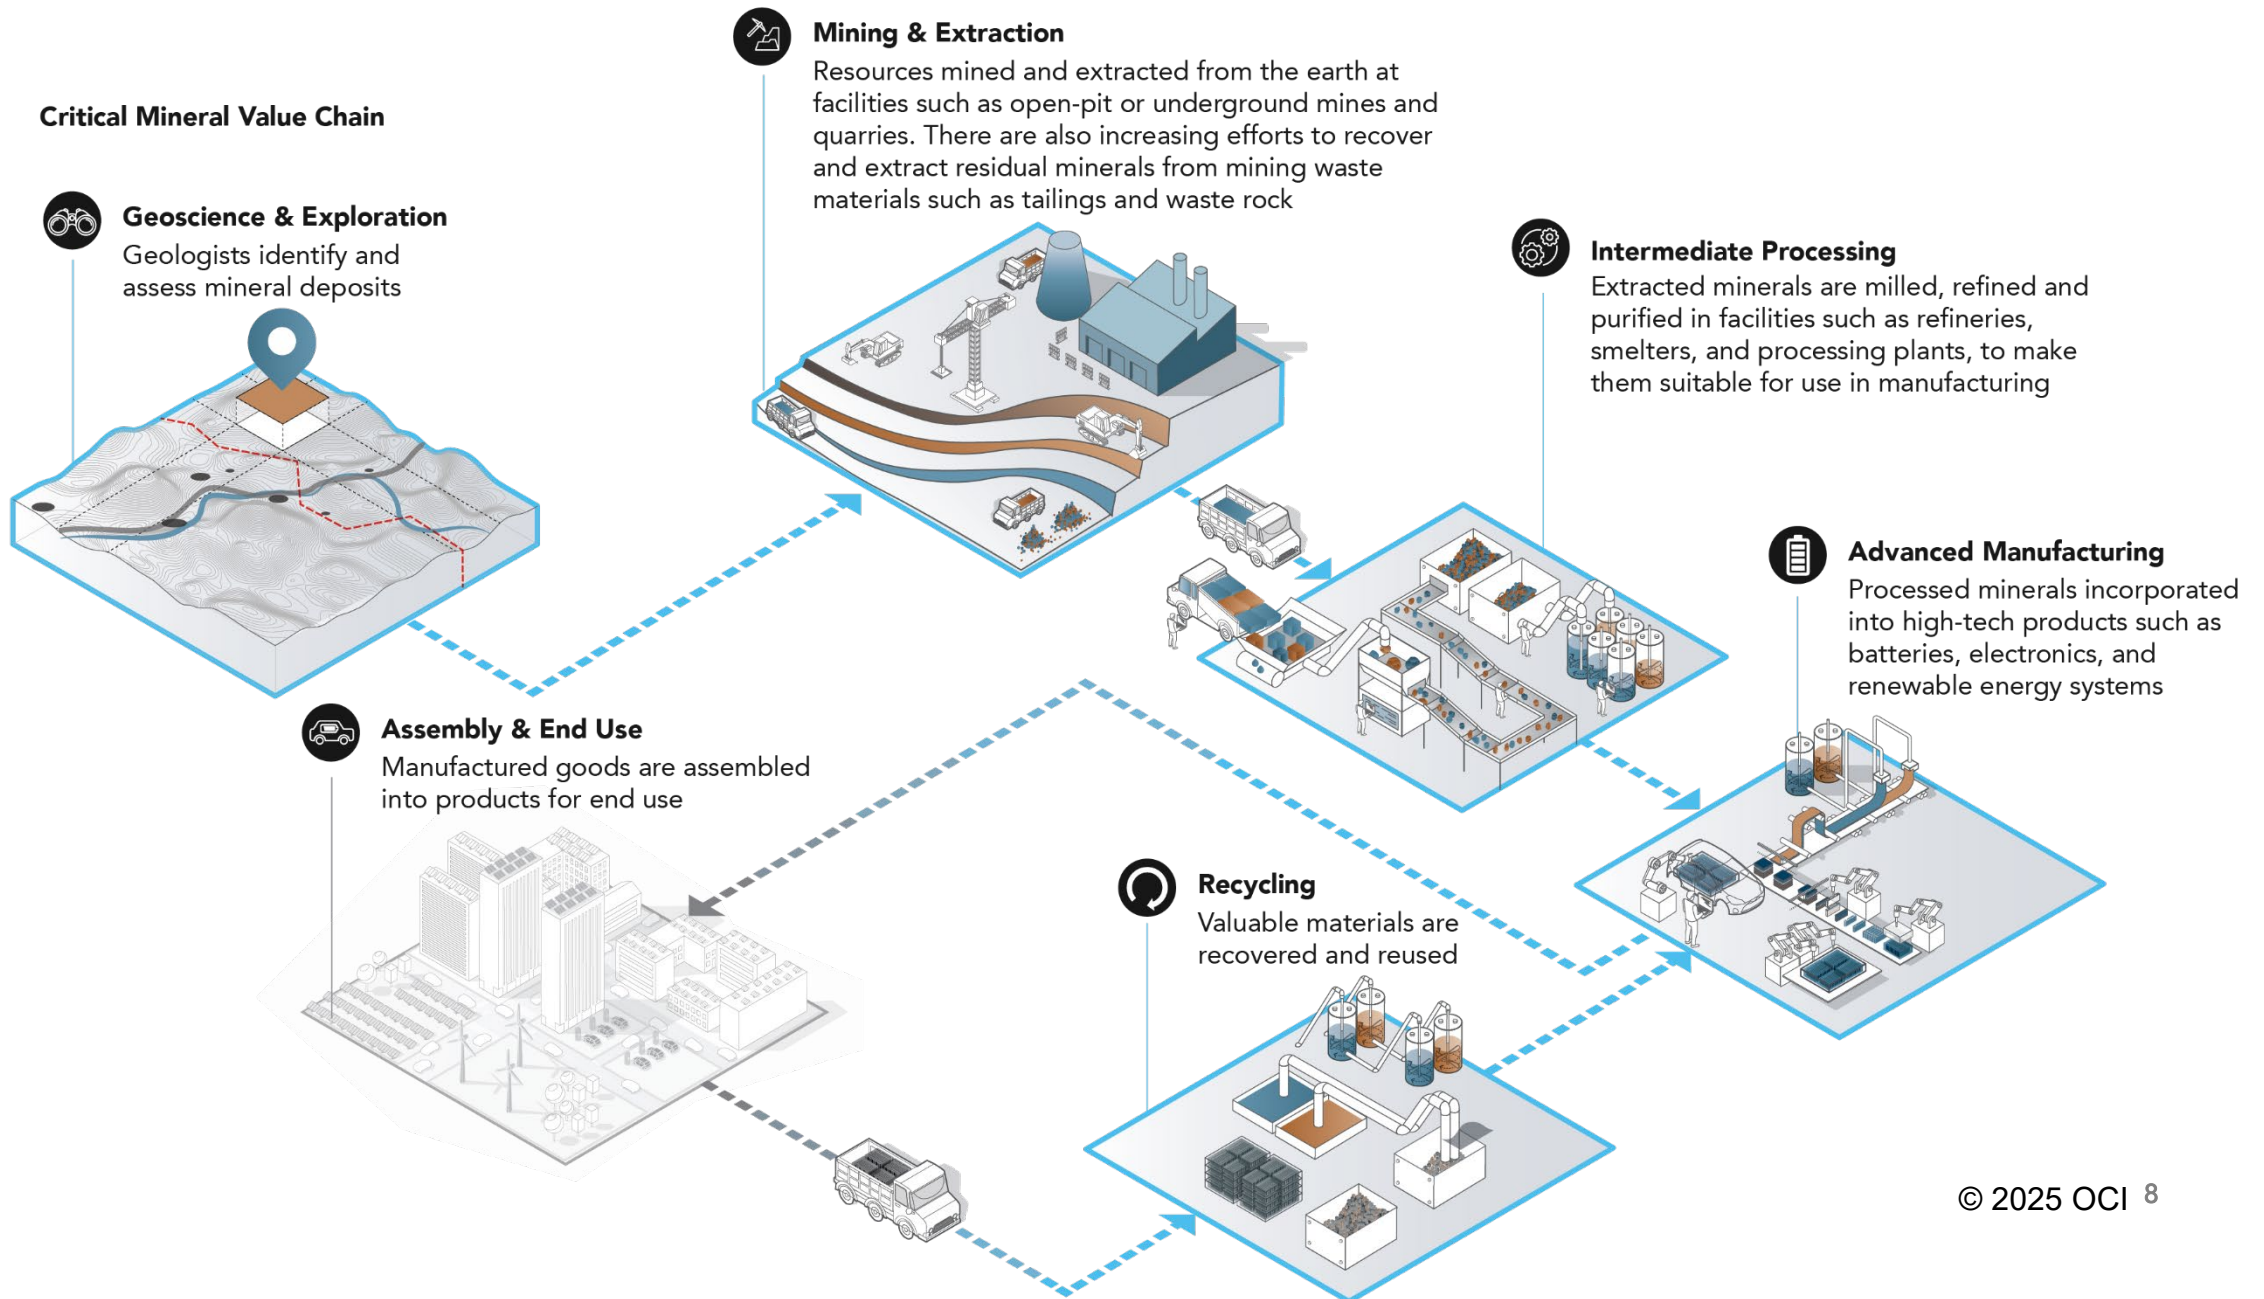 Critical Mineral Value Chain
Geoscience & Exploration
Geologists identify and
assess mineral deposits
Mining & Extraction
Resources mined and extracted from the earth at
facilities such as open-pit or underground mines and
quarries. There are also increasing efforts to recover
and extract residual minerals from mining waste
materials such as tailings and waste rock
Intermediate Processing
Extracted minerals are milled, refined and
purified in facilities such as refineries,
smelters, and processing plants, to make
them suitable for use in manufacturing
Advanced Manufacturing
Processed minerals incorporated
into high-tech products such as
batteries, electronics, and
renewable energy systems
Assembly & End Use
Manufactured goods are assembled
into products for end use
Recycling
Valuable materials are
recovered and reused
© 2025 OCI 8